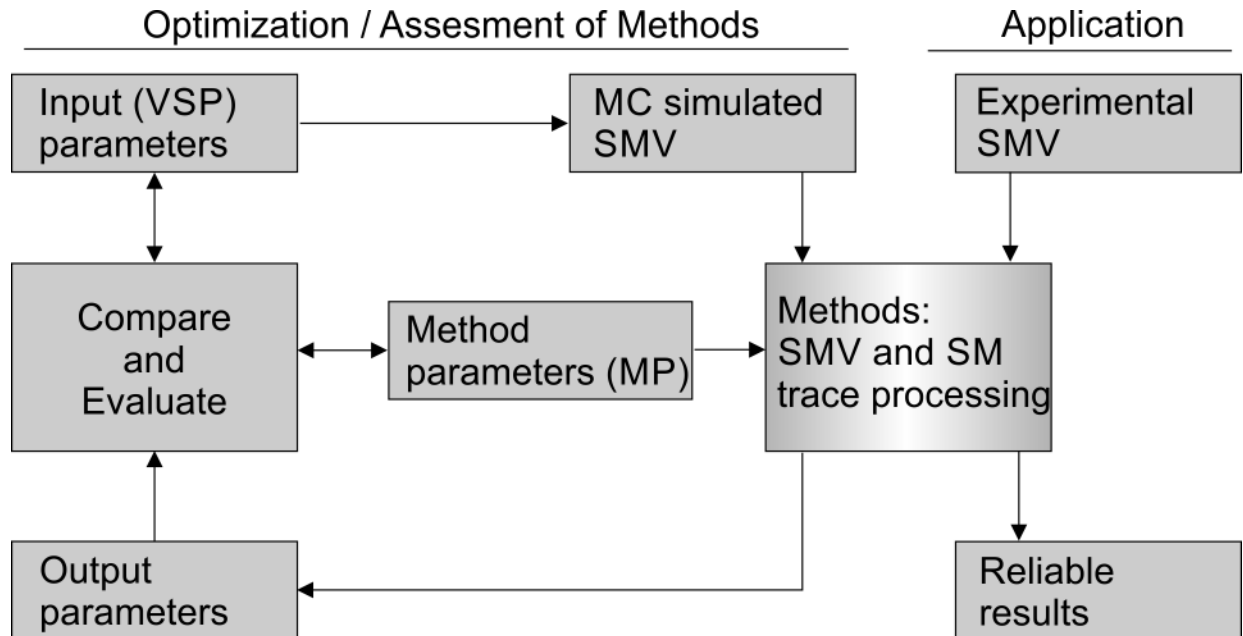 Optimization / Assesment of Methods
Application
Input (VSP)
parameters
MC simulated
SMV
Experimental
SMV
Compare
and
Evaluate
Method
parameters (MP)
Methods:
SMV and SM
trace processing
Output
parameters
Reliable
results